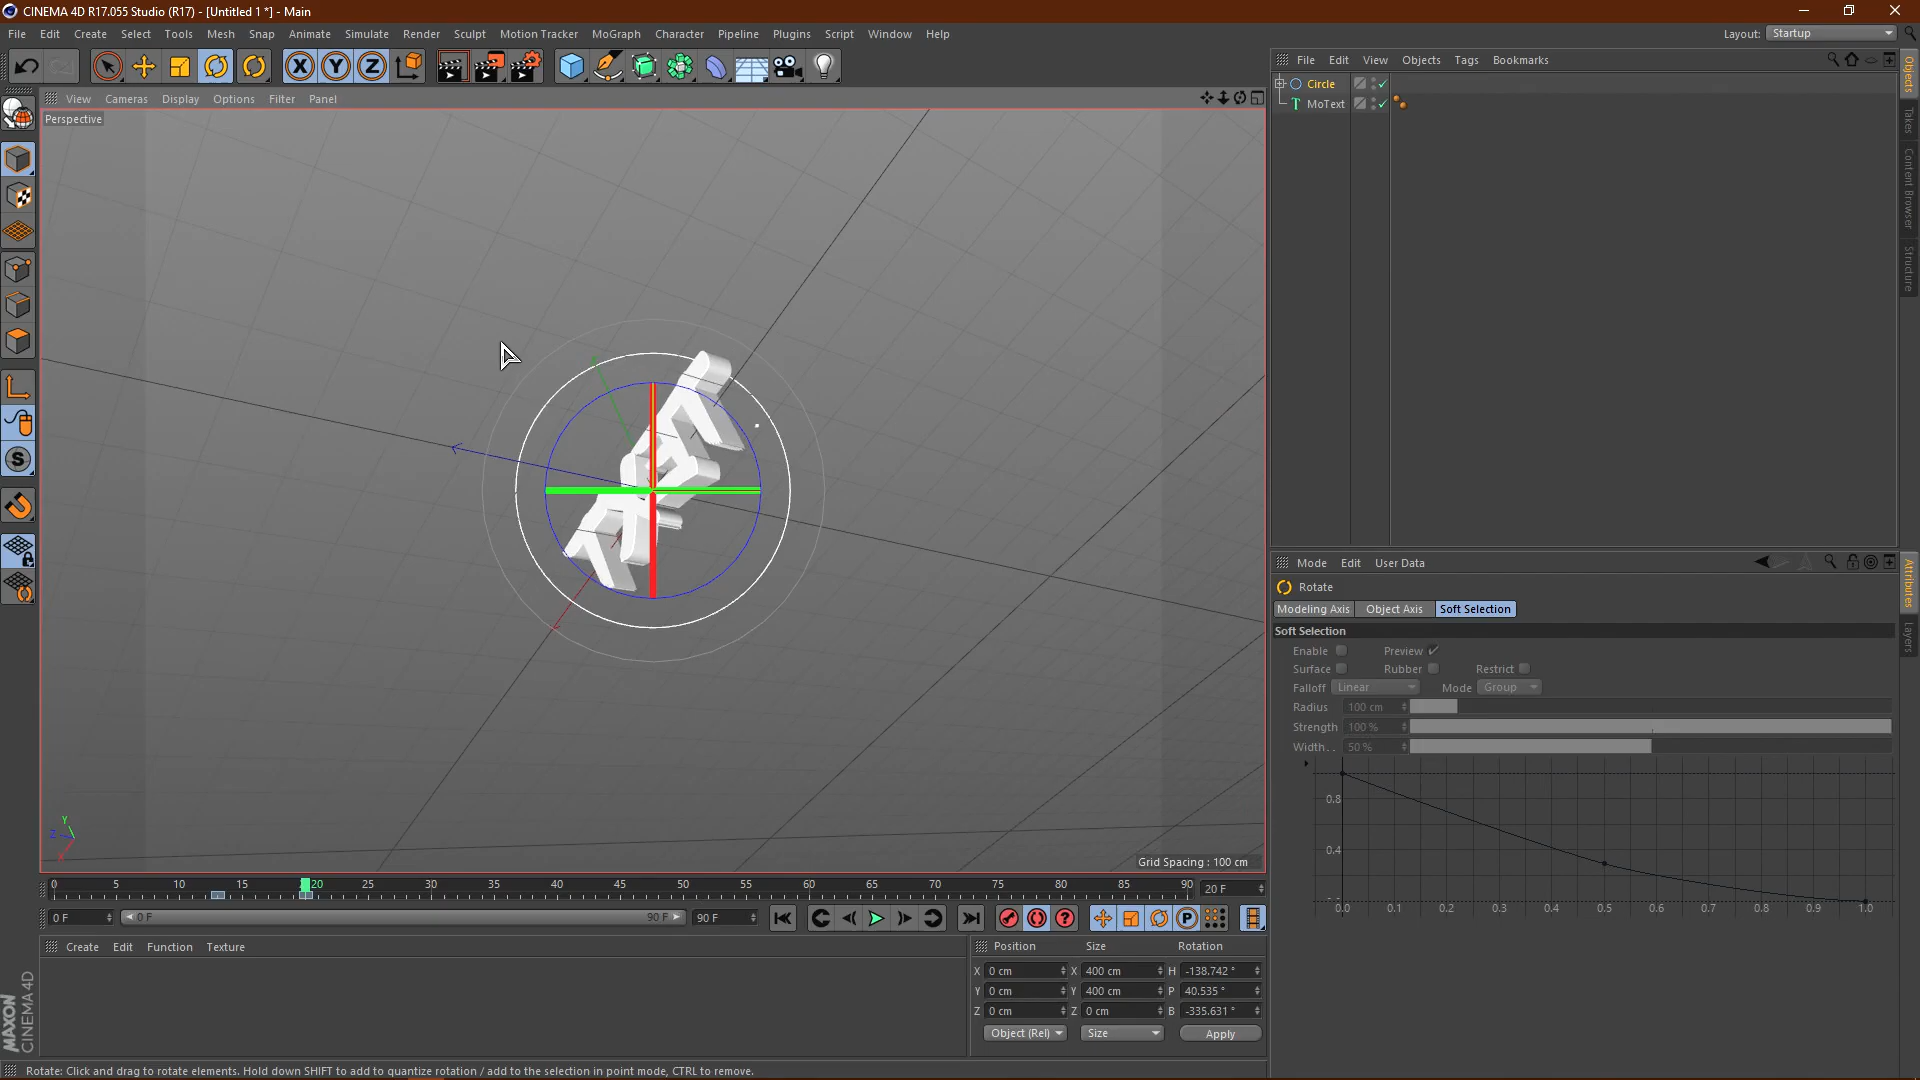 CINEMA 4D R17.055 Studio (R17) - [Untitled 1 *] - Main
File Edit Create Select Tools Mesh Snap Animate Simulate Render Sculpt Motion Tracker MoGraph Character Pipeline Plugins Script Window Help
Layout: Startup
View Cameras Display Options Filter Panel
Perspective
File Edit View Objects Tags Bookmarks
Circle
MoText
Objects
Takes
Content Browser
Structure
Y
Z
X
Grid Spacing : 100 cm
Mode Edit User Data
Rotate
Modeling Axis Object Axis Soft Selection
Soft Selection
Enable Preview
Surface Rubber Restrict
Falloff Linear Mode Group
Radius 100 cm
Strength 100 %
Width . . 50 %
0.8
0.4
0.0 0.1 0.2 0.3 0.4 0.5 0.6 0.7 0.8 0.9 1.0
Attributes
Layers
0 5 10 15 20 25 30 35 40 45 50 55 60 65 70 75 80 85 90 20 F
0 F 0 F 90 F 90 F
Create Edit Function Texture
Position Size Rotation
X 0 cm X 400 cm H -138.742 °
Y 0 cm Y 400 cm P 40.535 °
Z 0 cm Z 0 cm B -335.631 °
Object (Rel) Size Apply
MAXON
CINEMA 4D
Rotate: Click and drag to rotate elements. Hold down SHIFT to add to quantize rotation / add to the selection in point mode, CTRL to remove.